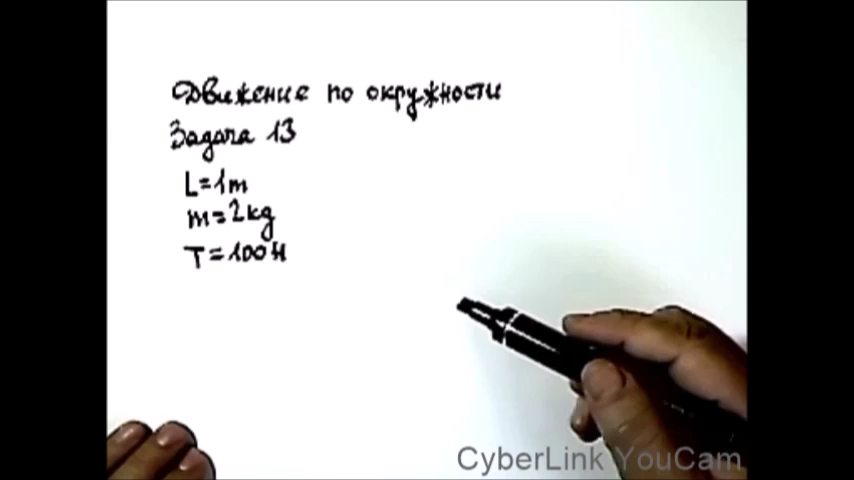 Движение по окружности
Задача 13
L=1m
m=2kg
T=100H
CyberLink YouCam